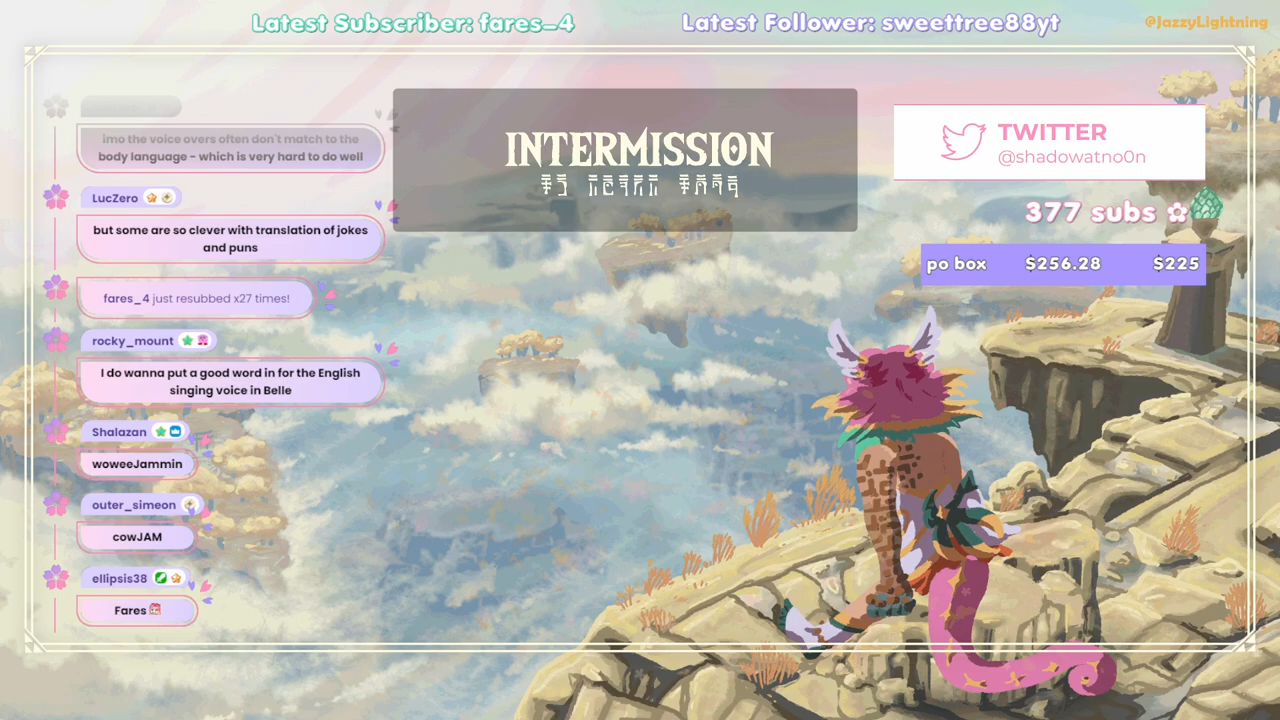 Latest Subscriber: fares_4
Latest Follower: sweettree88yt
@JazzyLightning
imo the voice overs often don't match to the
body language - which is very hard to do well
LucZero
but some are so clever with translation of jokes
and puns
fares_4 just resubbed x27 times!
rocky_mount
I do wanna put a good word in for the English
singing voice in Belle
Shalazan
woweeJammin
outer_simeon
cowJAM
ellipsis38
Fares
INTERMISSION
TWITTER
@shadowatno0n
377 subs
po box $256.28 $225